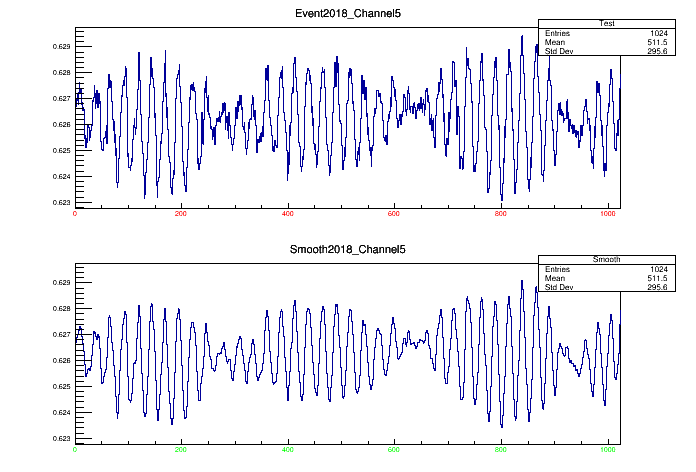 Event2018_Channel5
Test
Entries 1024
Mean 511.5
Std Dev 295.6
0.629
0.628
0.627
0.626
0.625
0.624
0.623
0 200 400 600 800 1000
Smooth2018_Channel5
Smooth
Entries 1024
Mean 511.5
Std Dev 295.6
0.629
0.628
0.627
0.626
0.625
0.624
0.623
0 200 400 600 800 1000